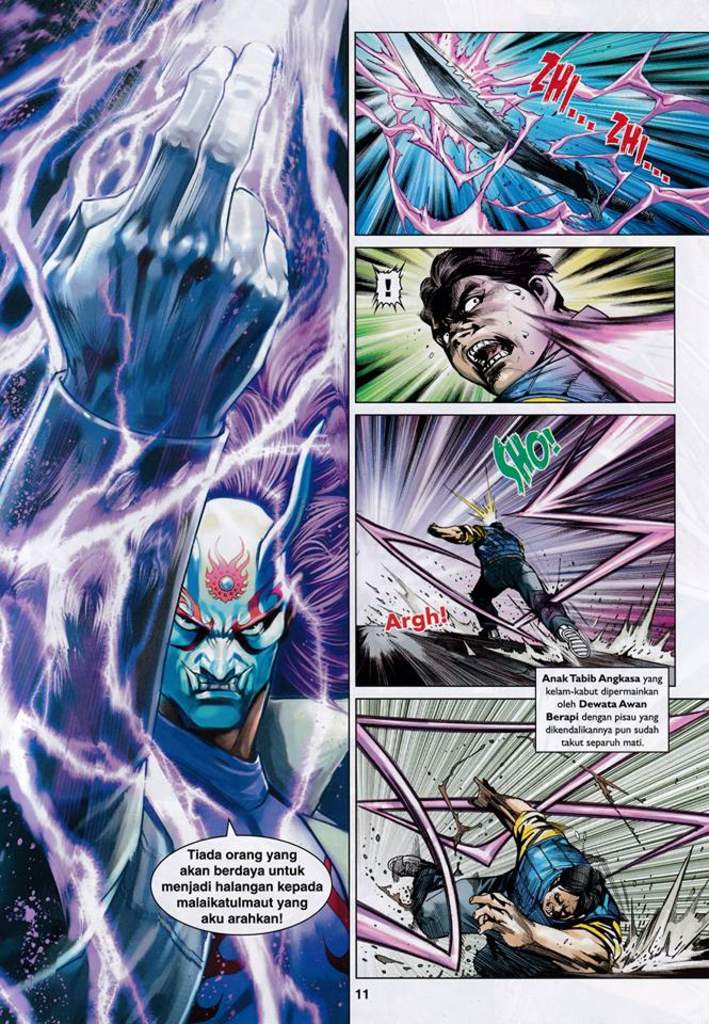 Tiada orang yang
akan berdaya untuk
menjadi halangan kepada
malaikatulmaut yang
aku arahkan!
ZHI... ZHI...
!
SHO!
Argh!
Anak Tabib Angkasa yang
kelam-kabut dipermainkan
oleh Dewata Awan
Berapi dengan pisau yang
dikendalikannya pun sudah
takut separuh mati.
11